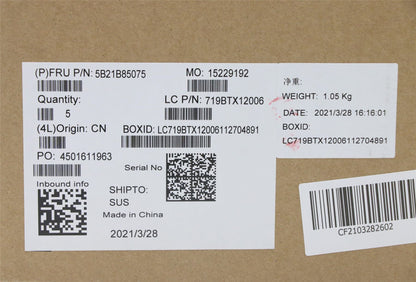 (P)FRU P/N: 5B21B85075
MO: 15229192
Quantity:
5
LC P/N: 719BTX12006
(4L)Origin: CN
BOXID: LC719BTX12006112704891
PO: 4501611963
Serial No
Inbound info
SHIPTO:
SUS
Made in China
2021/3/28
净重:
WEIGHT: 1.05 Kg
DATE: 2021/3/28 16:16:01
BOXID:
LC719BTX12006112704891
CF2103282602